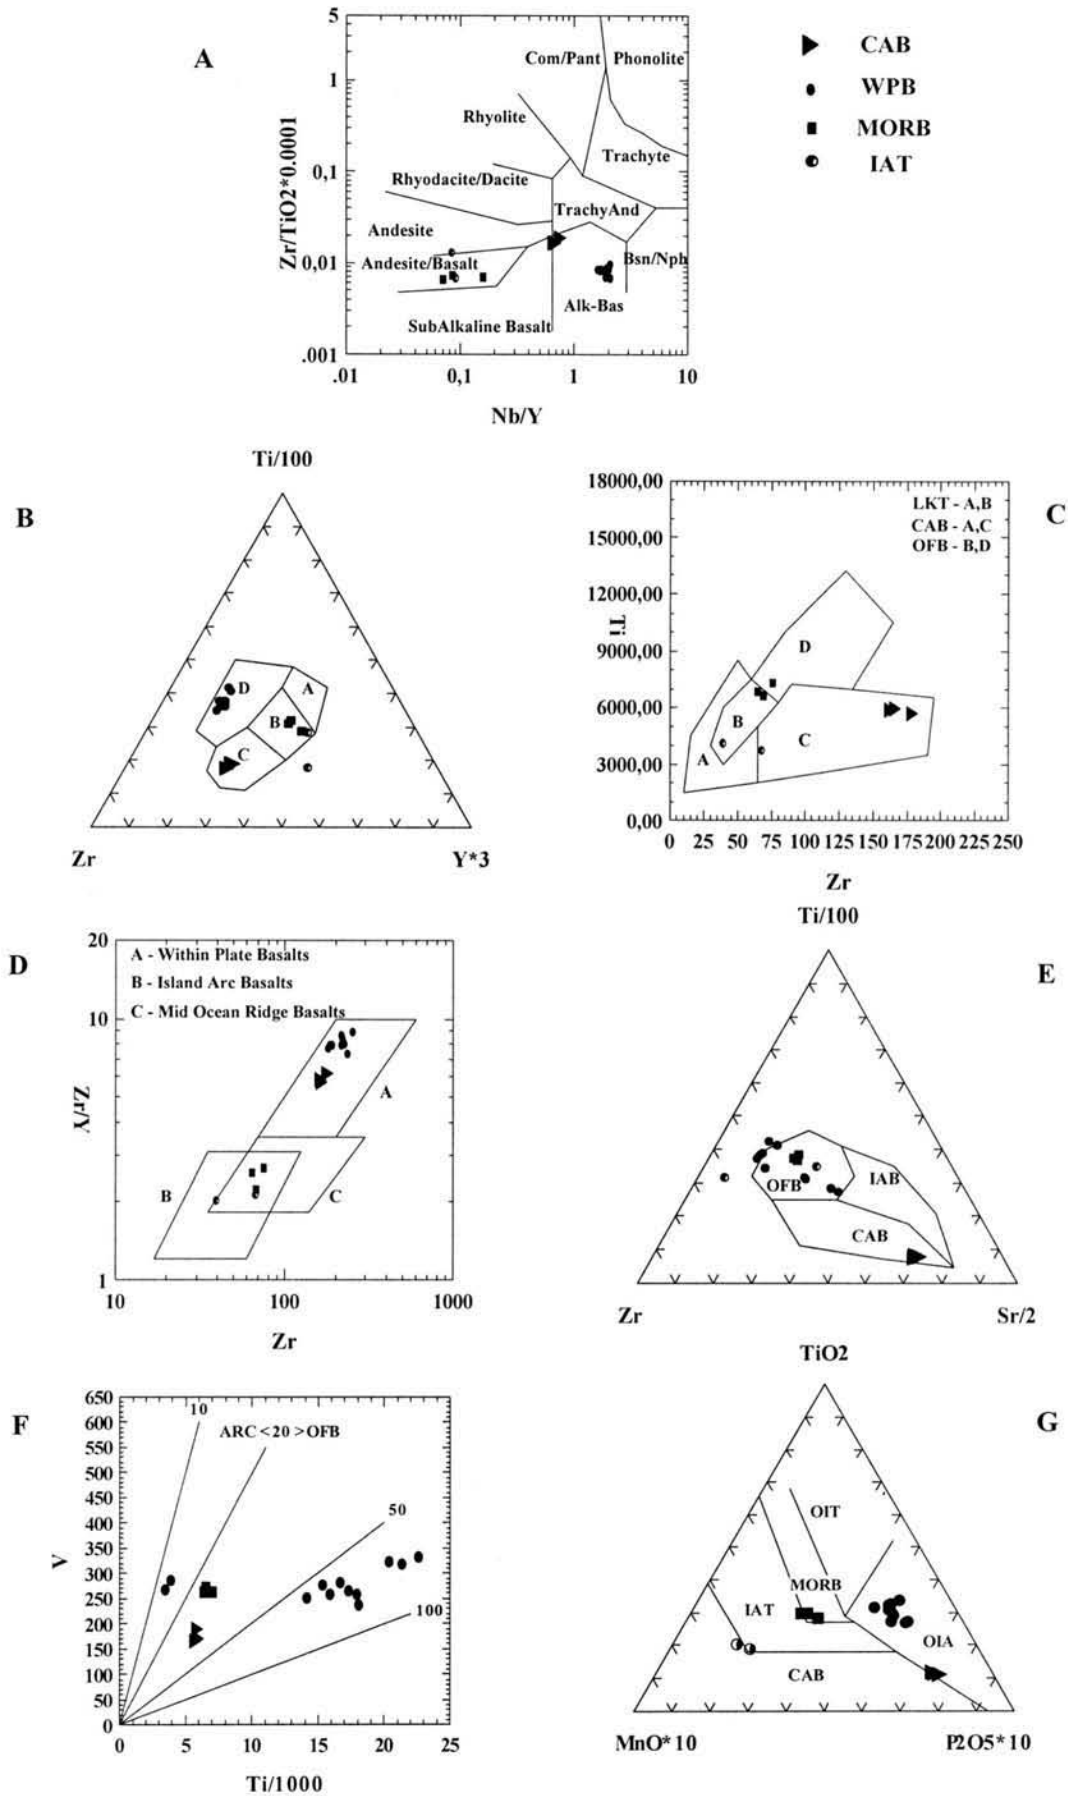 A
5
1
0,1
0,01
.001
Zr/TiO2*0.0001
Com/Pant
Phonolite
Rhyolite
Trachyte
Rhyodacite/Dacite
TrachyAnd
Andesite
Andesite/Basalt
Bsn/Nph
Alk-Bas
SubAlkaline Basalt
.01
0,1
1
10
Nb/Y
CAB
WPB
MORB
IAT
B
Ti/100
D
A
B
C
Zr
Y*3
C
18000,00
15000,00
12000,00
9000,00
6000,00
3000,00
0,00
Ti
LKT - A,B
CAB - A,C
OFB - B,D
D
B
A
C
0 25 50 75 100 125 150 175 200 225 250
Zr
D
20
10
1
Zr/Y
A - Within Plate Basalts
B - Island Arc Basalts
C - Mid Ocean Ridge Basalts
A
B
C
10
100
1000
Zr
E
Ti/100
OFB
IAB
CAB
Zr
Sr/2
F
650
600
550
500
450
400
350
300
250
200
150
100
50
0
V
10
ARC < 20 > OFB
50
100
0 5 10 15 20 25
Ti/1000
G
TiO2
OIT
MORB
IAT
OIA
CAB
MnO*10
P2O5*10